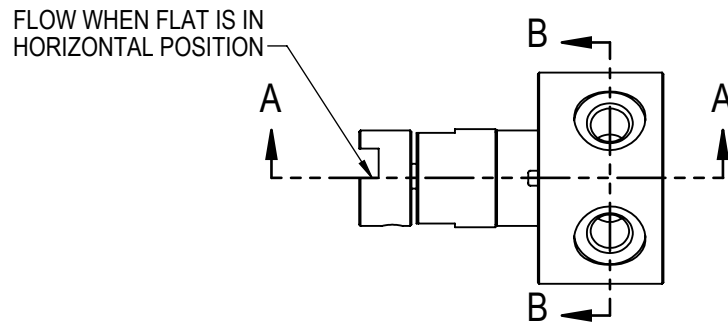 FLOW WHEN FLAT IS IN
HORIZONTAL POSITION
B
A
A
B